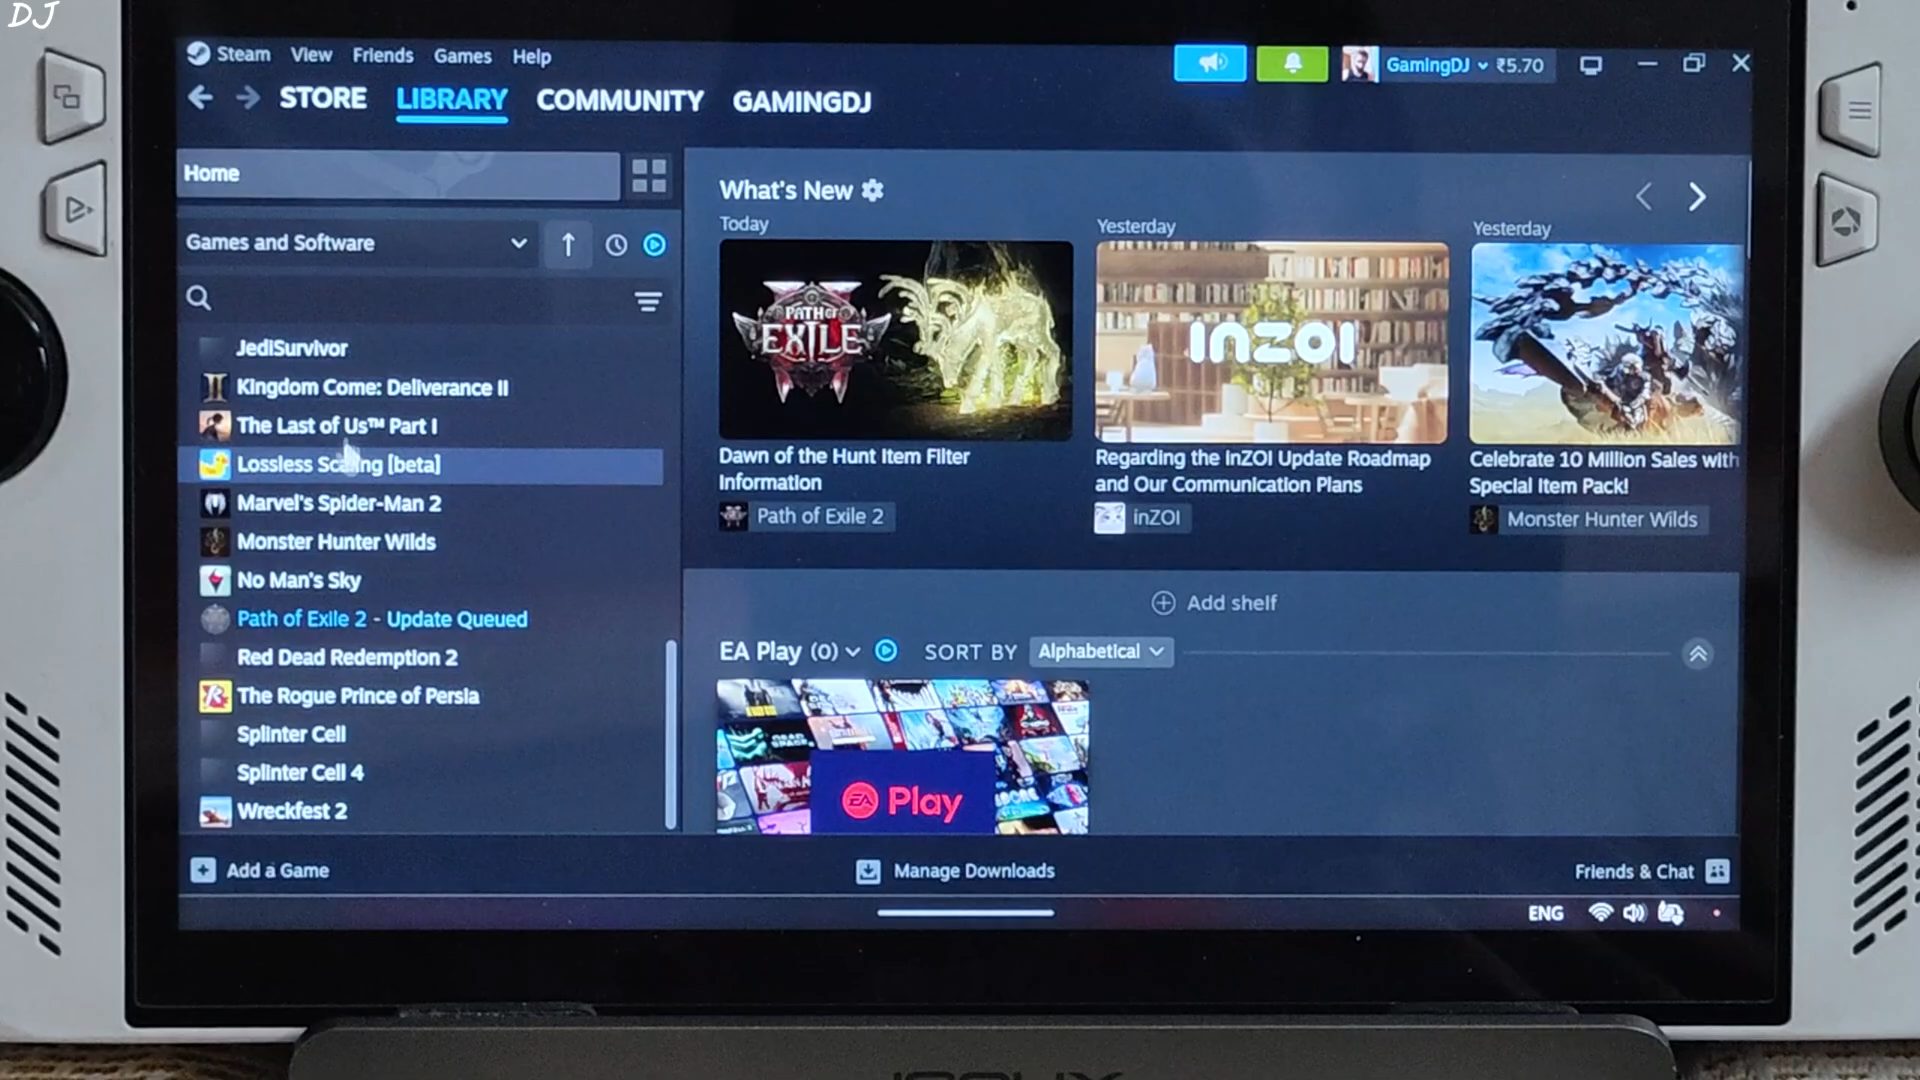 DJ
Steam View Friends Games Help
GamingDJ ₹5.70
STORE LIBRARY COMMUNITY GAMINGDJ
Home
Games and Software
JediSurvivor
Kingdom Come: Deliverance II
The Last of Us™ Part I
Lossless Scaling [beta]
Marvel's Spider-Man 2
Monster Hunter Wilds
No Man's Sky
Path of Exile 2 - Update Queued
Red Dead Redemption 2
The Rogue Prince of Persia
Splinter Cell
Splinter Cell 4
Wreckfest 2
What's New
Today
PATH OF
EXILE
Dawn of the Hunt Item Filter
Information
Path of Exile 2
Yesterday
inZOI
Regarding the inZOI Update Roadmap
and Our Communication Plans
inZOI
Yesterday
Celebrate 10 Million Sales with
Special Item Pack!
Monster Hunter Wilds
Add shelf
EA Play (0) SORT BY Alphabetical
DEAD SPACE
EA Play
Add a Game
Manage Downloads
Friends & Chat
ENG